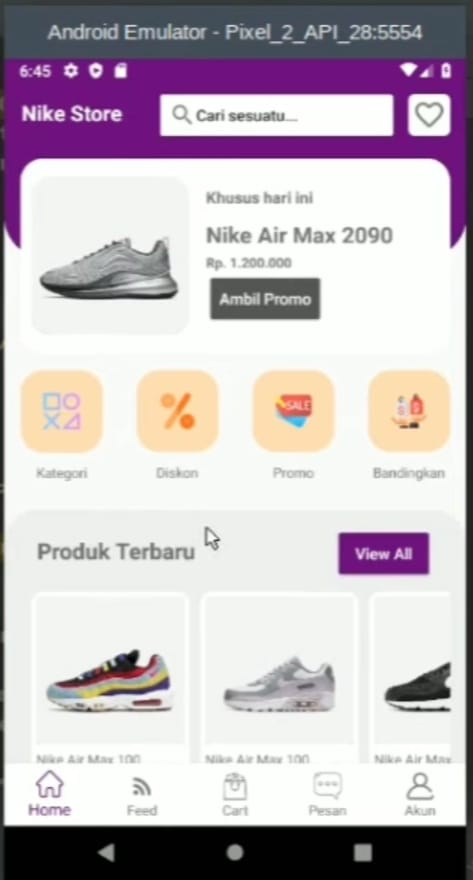 Android Emulator - Pixel_2_API_28:5554
6:45
Nike Store
Cari sesuatu...
Khusus hari ini
Nike Air Max 2090
Rp. 1.200.000
Ambil Promo
SALE
Kategori
Diskon
Promo
Bandingkan
Produk Terbaru
View All
Nike Air Max 100
Nike Air Max 100
Nike Air Max
Home
Feed
Cart
Pesan
Akun